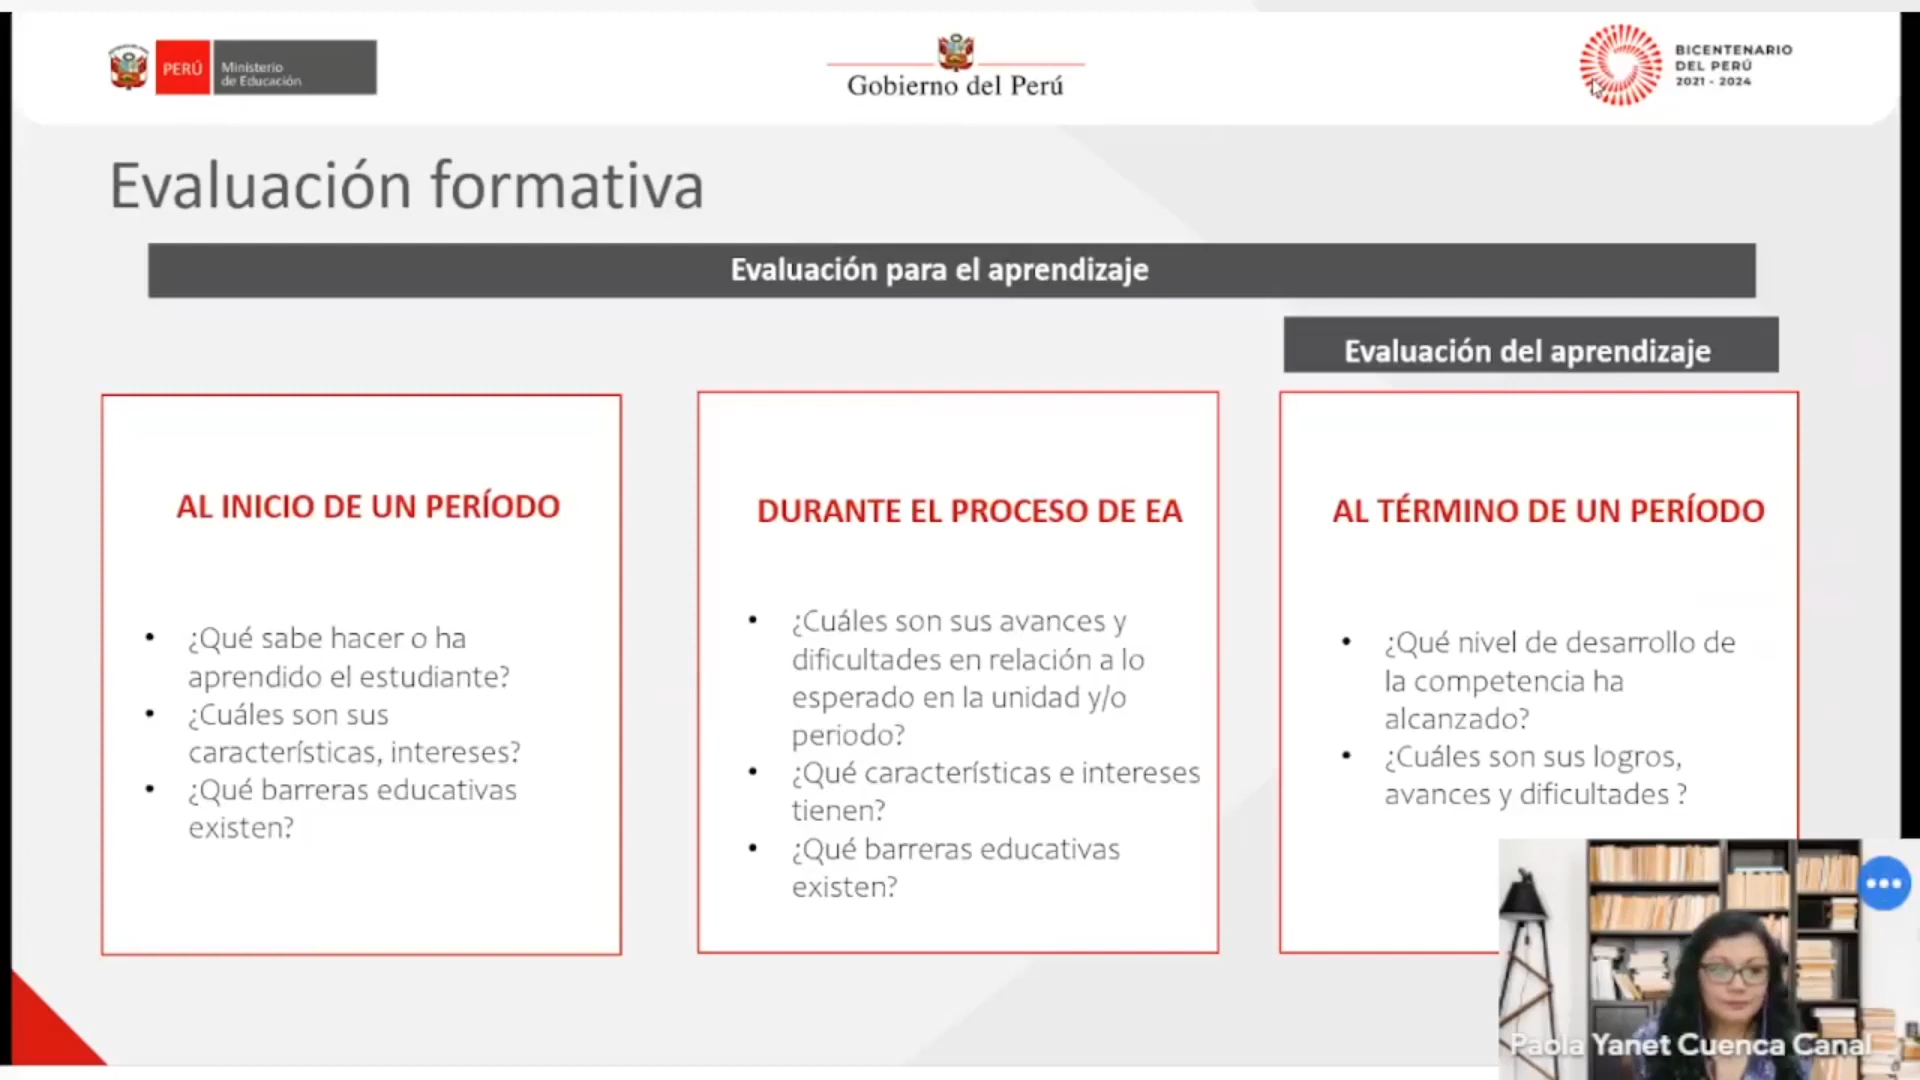 PERÚ
Ministerio
de Educación
Gobierno del Perú
BICENTENARIO
DEL PERÚ
2021 - 2024
Evaluación formativa
Evaluación para el aprendizaje
Evaluación del aprendizaje
AL INICIO DE UN PERÍODO
• ¿Qué sabe hacer o ha
aprendido el estudiante?
• ¿Cuáles son sus
características, intereses?
• ¿Qué barreras educativas
existen?
DURANTE EL PROCESO DE EA
• ¿Cuáles son sus avances y
dificultades en relación a lo
esperado en la unidad y/o
periodo?
• ¿Qué características e intereses
tienen?
• ¿Qué barreras educativas
existen?
AL TÉRMINO DE UN PERÍODO
• ¿Qué nivel de desarrollo de
la competencia ha
alcanzado?
• ¿Cuáles son sus logros,
avances y dificultades ?
Paola Yanet Cuenca Canal